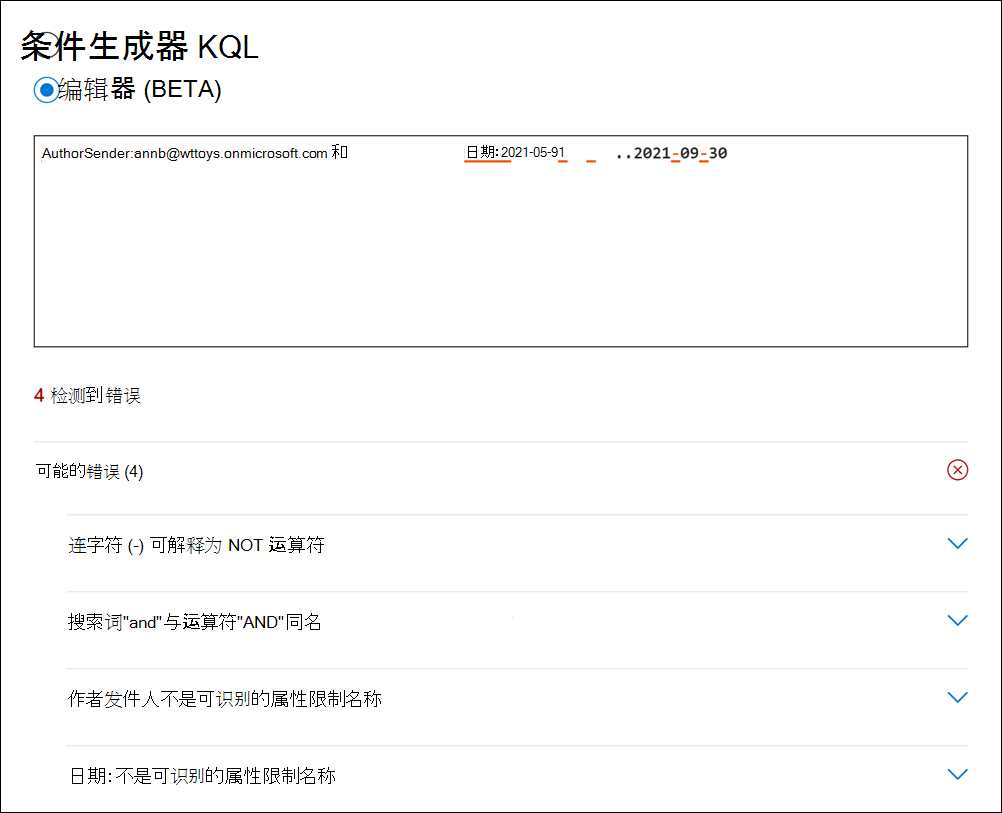 条件生成器 KQL
编辑器 (BETA)
AuthorSender:annb@wttoys.onmicrosoft.com 和 日期:2021-05-91 ..2021-09-30
4 检测到错误
可能的错误 (4)
连字符 (-) 可解释为 NOT 运算符
搜索词"and"与运算符"AND"同名
作者发件人不是可识别的属性限制名称
日期:不是可识别的属性限制名称